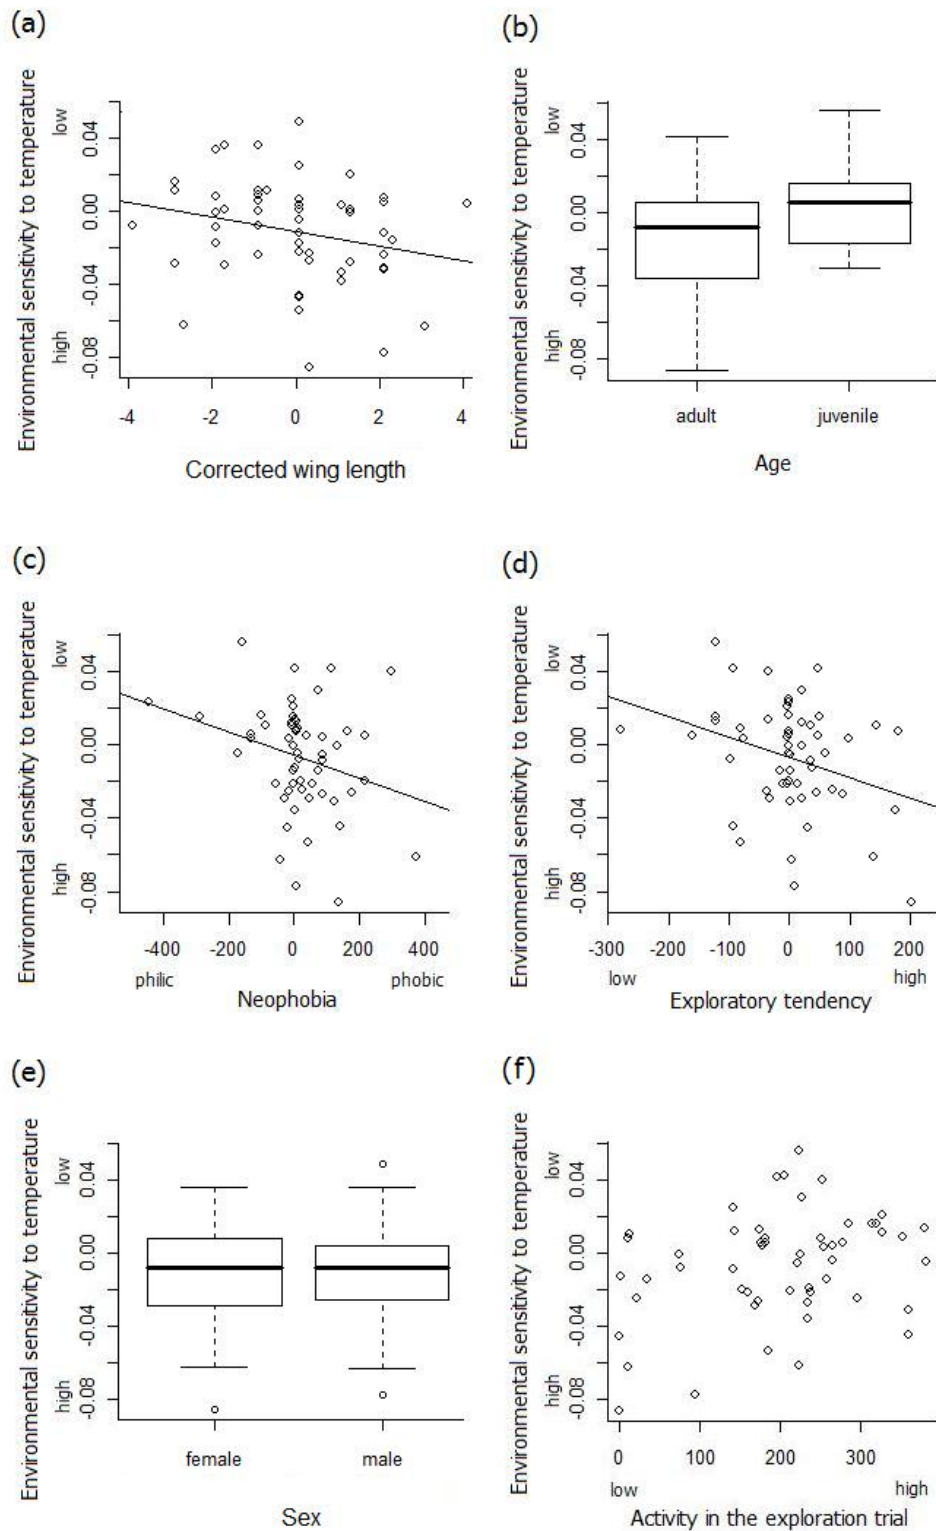 (a)
Environmental sensitivity to temperature
low
high
0.04
0.00
-0.04
-0.08
-4 -2 0 2 4
Corrected wing length
(b)
Environmental sensitivity to temperature
low
high
0.04
0.00
-0.04
-0.08
adult juvenile
Age
(c)
Environmental sensitivity to temperature
low
high
0.04
0.00
-0.04
-0.08
-400 -200 0 200 400
philic phobic
Neophobia
(d)
Environmental sensitivity to temperature
low
high
0.04
0.00
-0.04
-0.08
-300 -200 -100 0 100 200
low high
Exploratory tendency
(e)
Environmental sensitivity to temperature
low
high
0.04
0.00
-0.04
-0.08
female male
Sex
(f)
Environmental sensitivity to temperature
low
high
0.04
0.00
-0.04
-0.08
0 100 200 300
low high
Activity in the exploration trial